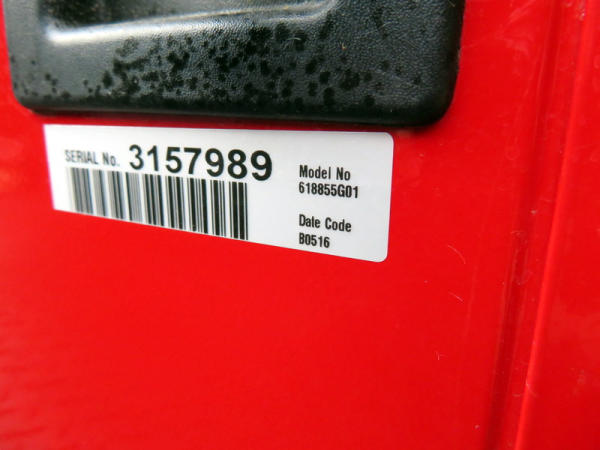 SERIAL No. 3157989
Model No
618855G01
Date Code
B0516